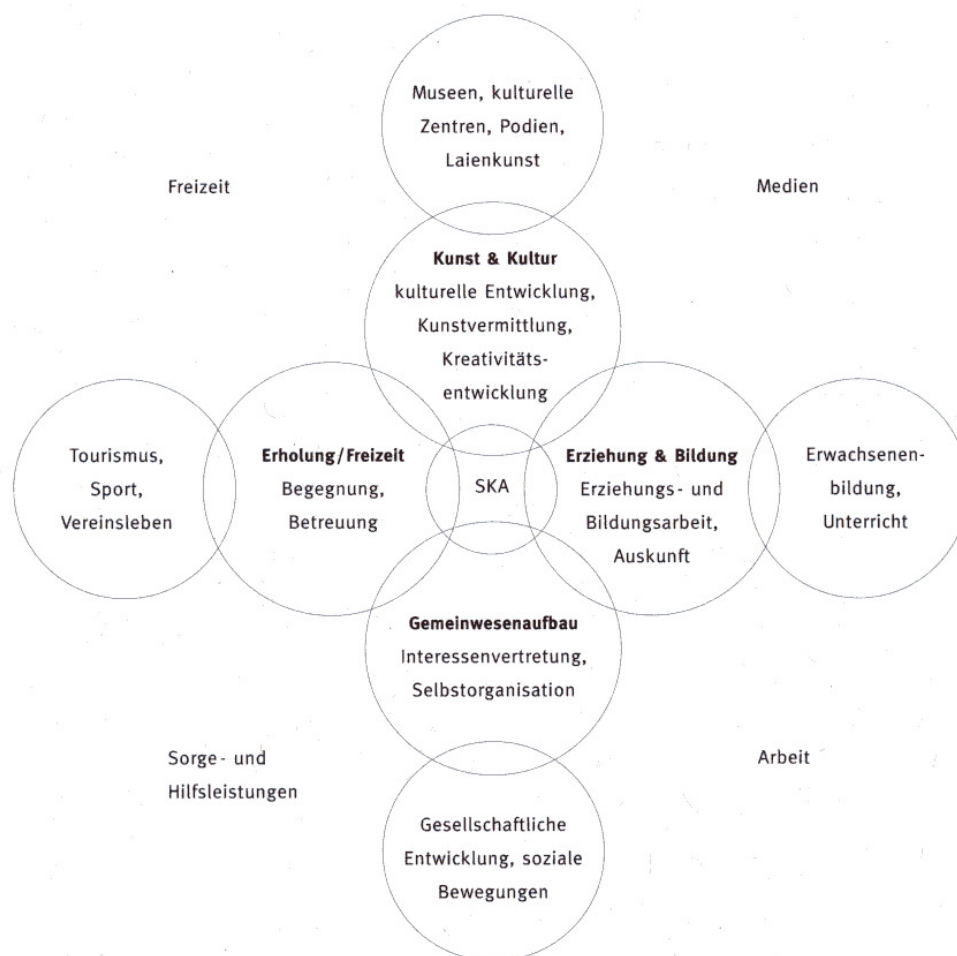 Museen, kulturelle
Zentren, Podien,
Laienkunst
Freizeit
Medien
Kunst & Kultur
kulturelle Entwicklung,
Kunstvermittlung,
Kreativitäts-
entwicklung
Tourismus,
Sport,
Vereinsleben
Erholung/Freizeit
Begegnung,
Betreuung
SKA
Erziehung & Bildung
Erziehungs- und
Bildungsarbeit,
Auskunft
Erwachsenen-
bildung,
Unterricht
Gemeinwesenaufbau
Interessenvertretung,
Selbstorganisation
Sorge- und
Hilfsleistungen
Arbeit
Gesellschaftliche
Entwicklung, soziale
Bewegungen